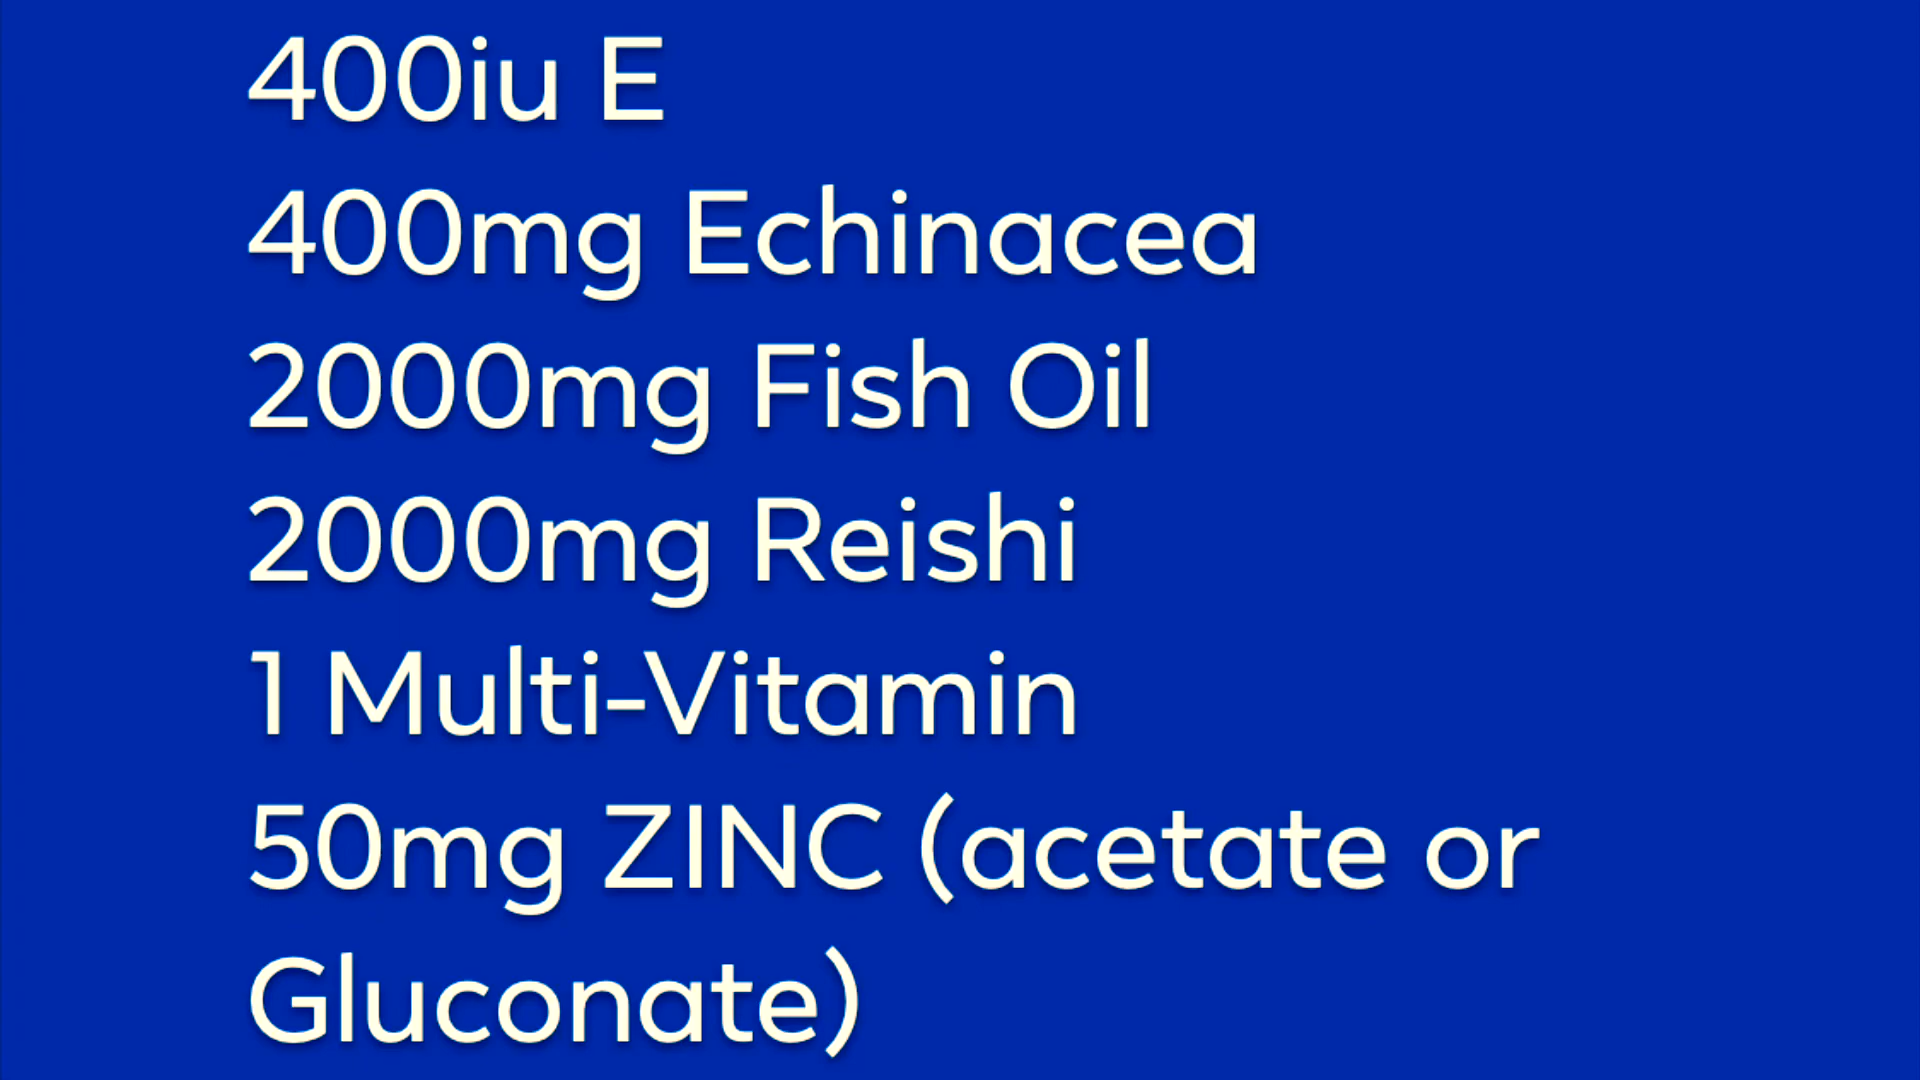 400iu E
400mg Echinacea
2000mg Fish Oil
2000mg Reishi
1 Multi-Vitamin
50mg ZINC (acetate or
Gluconate)